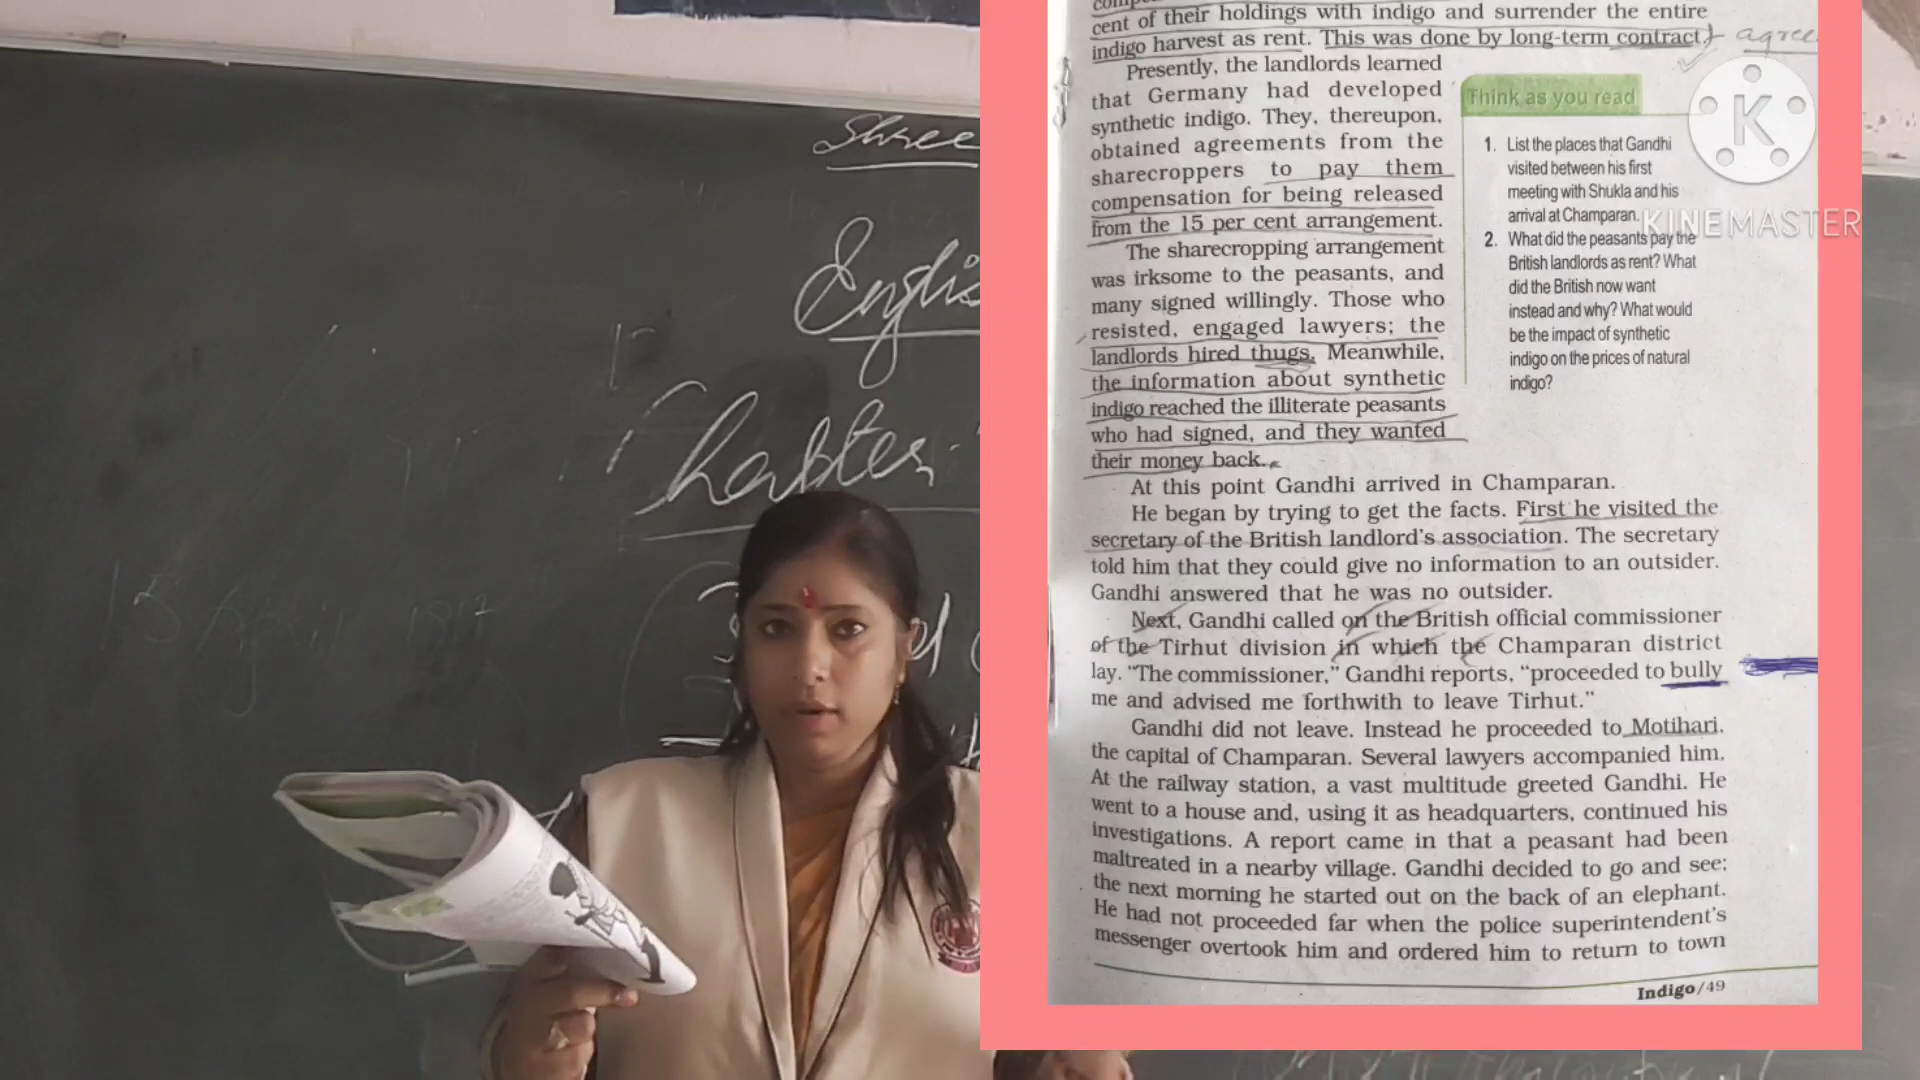 Shree
Englis
Chapter
15 April 1917
cent of their holdings with indigo and surrender the entire
indigo harvest as rent. This was done by long-term contract.
agree
Presently, the landlords learned
that Germany had developed
synthetic indigo. They, thereupon,
obtained agreements from the
sharecroppers to pay them
compensation for being released
from the 15 per cent arrangement.
The sharecropping arrangement
was irksome to the peasants, and
many signed willingly. Those who
resisted, engaged lawyers; the
landlords hired thugs. Meanwhile,
the information about synthetic
indigo reached the illiterate peasants
who had signed, and they wanted
their money back.
Think as you read
1. List the places that Gandhi
visited between his first
meeting with Shukla and his
arrival at Champaran.
2. What did the peasants pay the
British landlords as rent? What
did the British now want
instead and why? What would
be the impact of synthetic
indigo on the prices of natural
indigo?
K
KINEMASTER
At this point Gandhi arrived in Champaran.
He began by trying to get the facts. First he visited the
secretary of the British landlord's association. The secretary
told him that they could give no information to an outsider.
Gandhi answered that he was no outsider.
Next, Gandhi called on the British official commissioner
of the Tirhut division in which the Champaran district
lay. “The commissioner,” Gandhi reports, “proceeded to bully
me and advised me forthwith to leave Tirhut.”
Gandhi did not leave. Instead he proceeded to Motihari,
the capital of Champaran. Several lawyers accompanied him.
At the railway station, a vast multitude greeted Gandhi. He
went to a house and, using it as headquarters, continued his
investigations. A report came in that a peasant had been
maltreated in a nearby village. Gandhi decided to go and see;
the next morning he started out on the back of an elephant.
He had not proceeded far when the police superintendent's
messenger overtook him and ordered him to return to town
Indigo/49